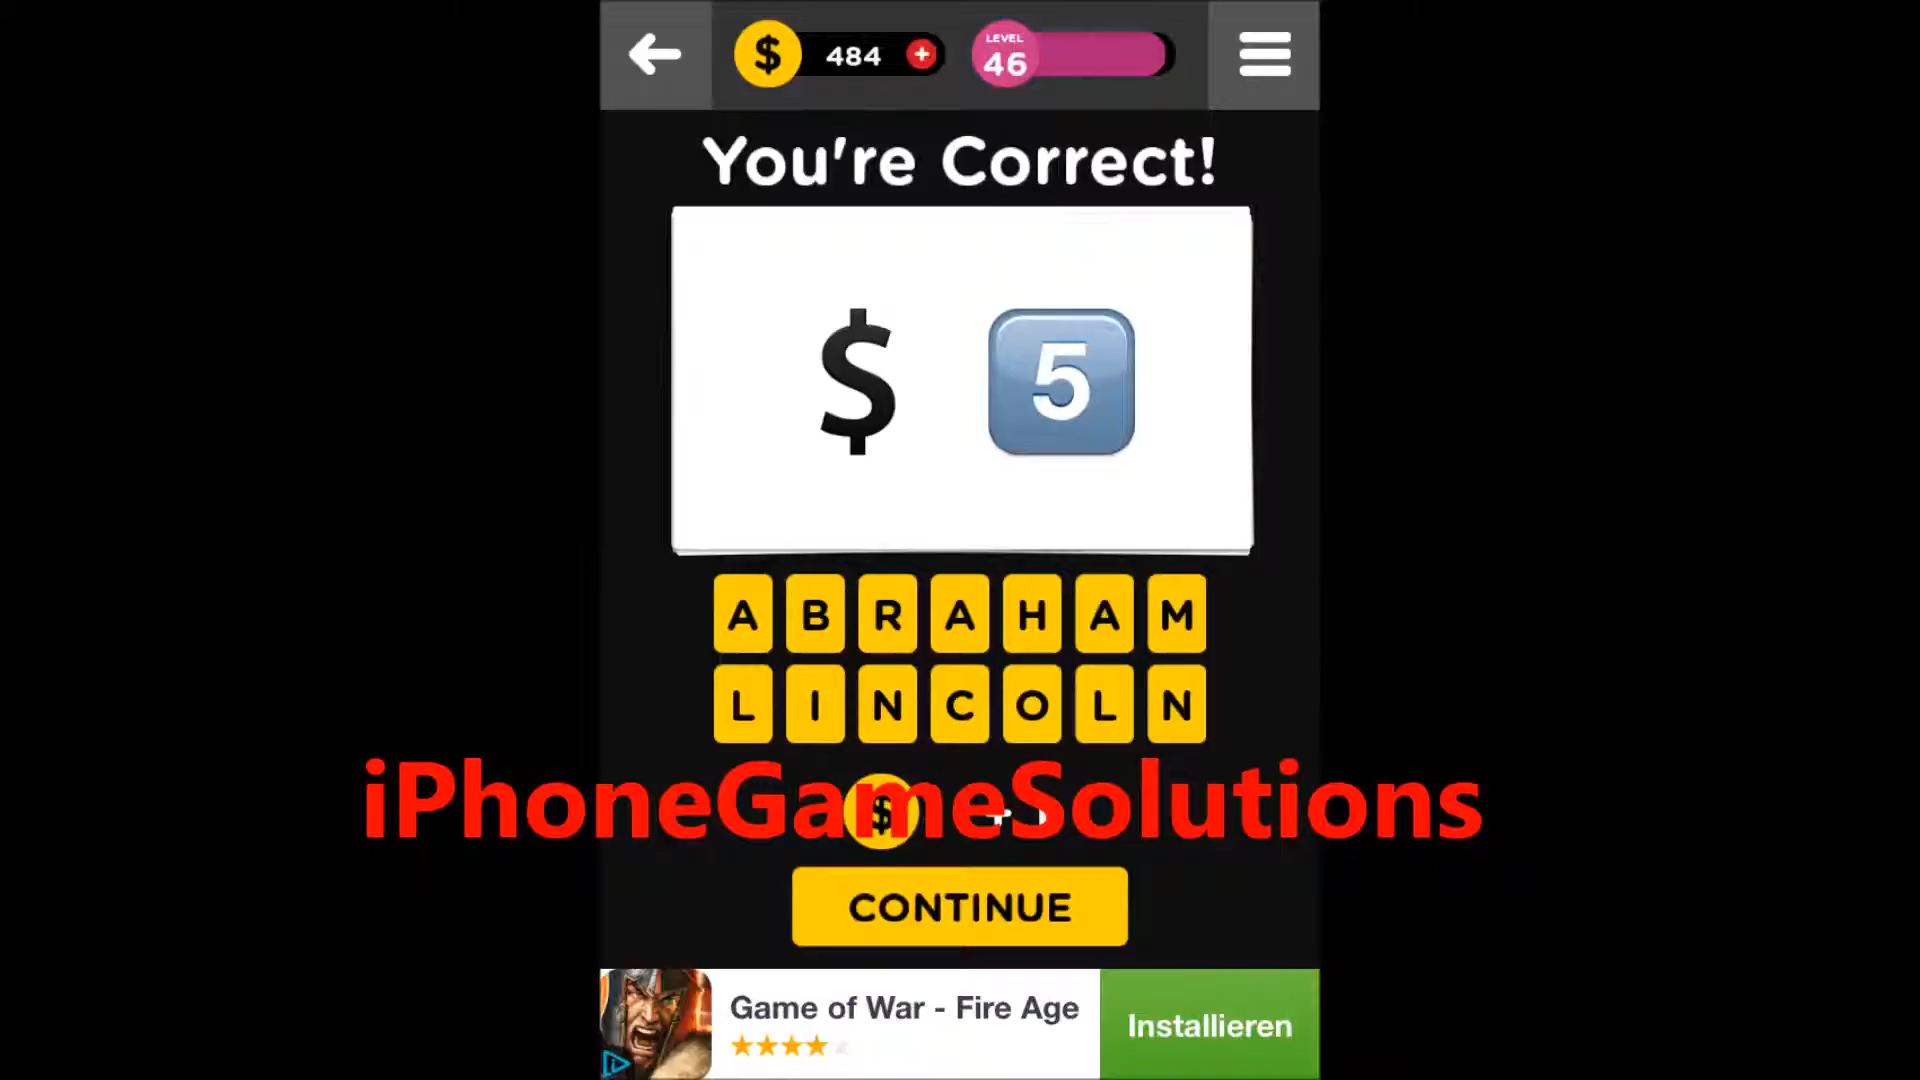 $ 484 +
LEVEL
46
You're Correct!
$ 5
ABRAHAM
LINCOLN
iPhoneGameSolutions
$
CONTINUE
Game of War - Fire Age
Installieren